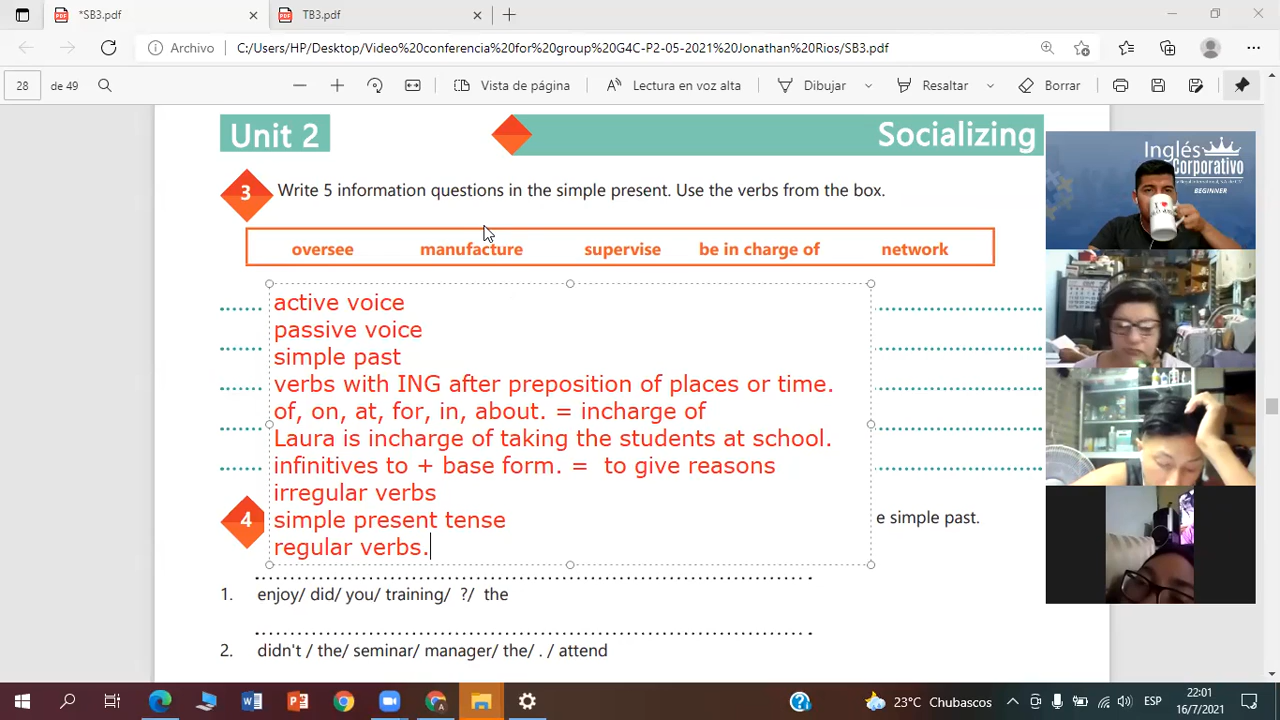 *SB3.pdf
TB3.pdf
Archivo
C:/Users/HP/Desktop/Video%20conferencia%20for%20group%20G4C-P2-05-2021%20Jonathan%20Rios/SB3.pdf
28 de 49
Vista de página
Lectura en voz alta
Dibujar
Resaltar
Borrar
Unit 2
Socializing
3 Write 5 information questions in the simple present. Use the verbs from the box.
oversee manufacture supervise be in charge of network
active voice
passive voice
simple past
verbs with ING after preposition of places or time.
of, on, at, for, in, about. = incharge of
Laura is incharge of taking the students at school.
infinitives to + base form. = to give reasons
irregular verbs
simple present tense
regular verbs.
4 e simple past.
1. enjoy/ did/ you/ training/ ?/ the
2. didn't / the/ seminar/ manager/ the/ . / attend
Inglés
Corporativo
BEGINNER
23°C Chubascos
ESP
22:01
16/7/2021